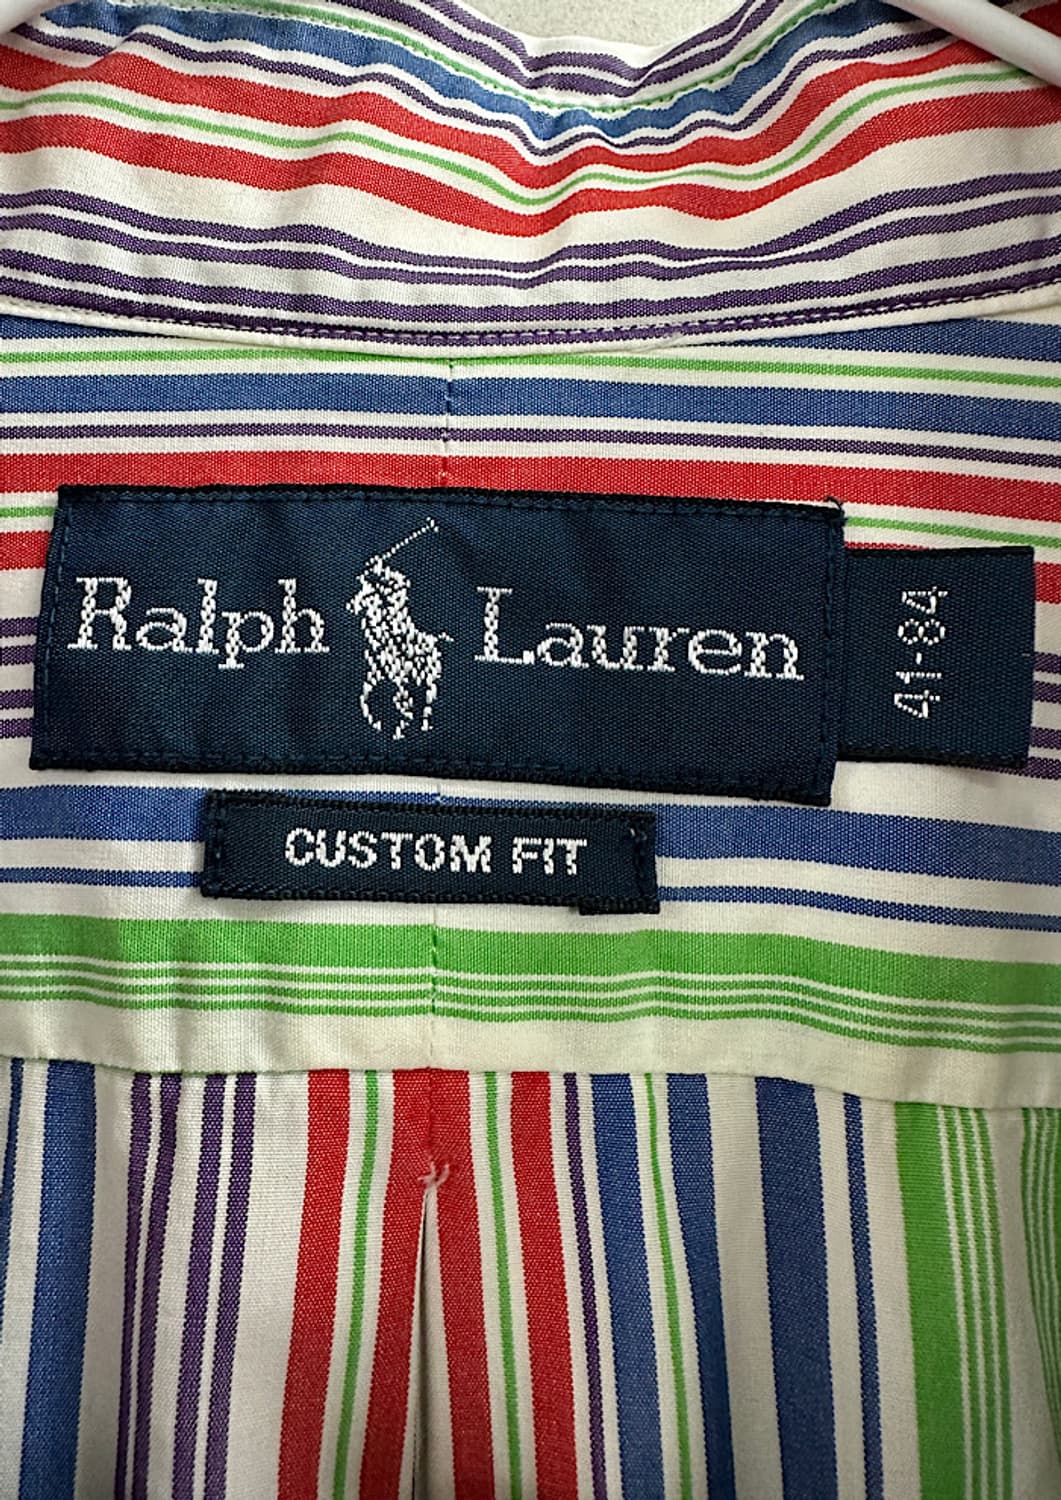 Ralph Lauren
41-84
CUSTOM FIT